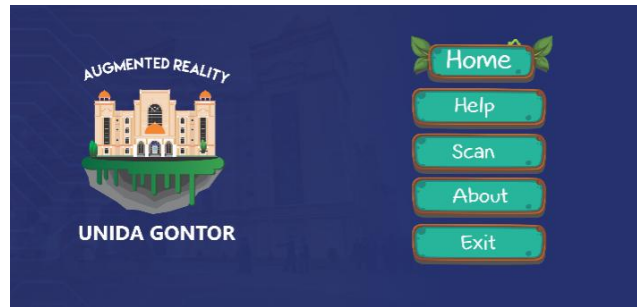 AUGMENTED REALITY
UNIDA GONTOR
Home
Help
Scan
About
Exit